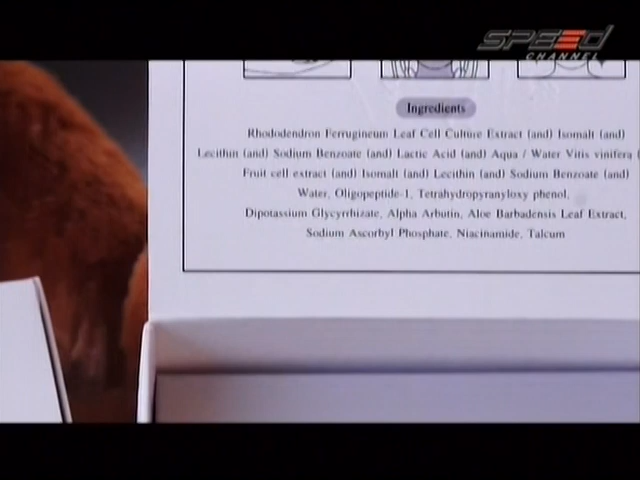 SPEED
CHANNEL
Ingredients
Rhododendron Ferrugineum Leaf Cell Culture Extract (and) Isomalt (and)
Lecithin (and) Sodium Benzoate (and) Lactic Acid (and) Aqua / Water Vitis vinifera (
Fruit cell extract (and) Isomalt (and) Lecithin (and) Sodium Benzoate (and)
Water, Oligopeptide-1, Tetrahydropyranyloxy phenol,
Dipotassium Glycyrrhizate, Alpha Arbutin, Aloe Barbadensis Leaf Extract,
Sodium Ascorbyl Phosphate, Niacinamide, Talcum